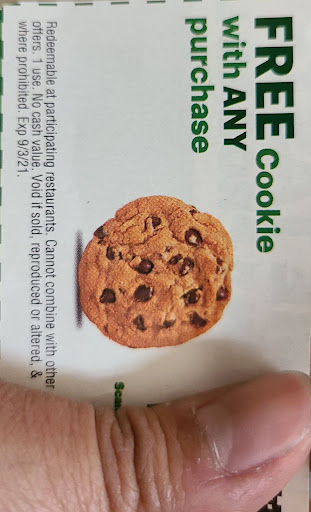 FREE Cookie
with ANY
purchase
Redeemable at participating restaurants. Cannot combine with other
offers. 1 use. No cash value. Void if sold, reproduced or altered, &
where prohibited. Exp 9/3/21.